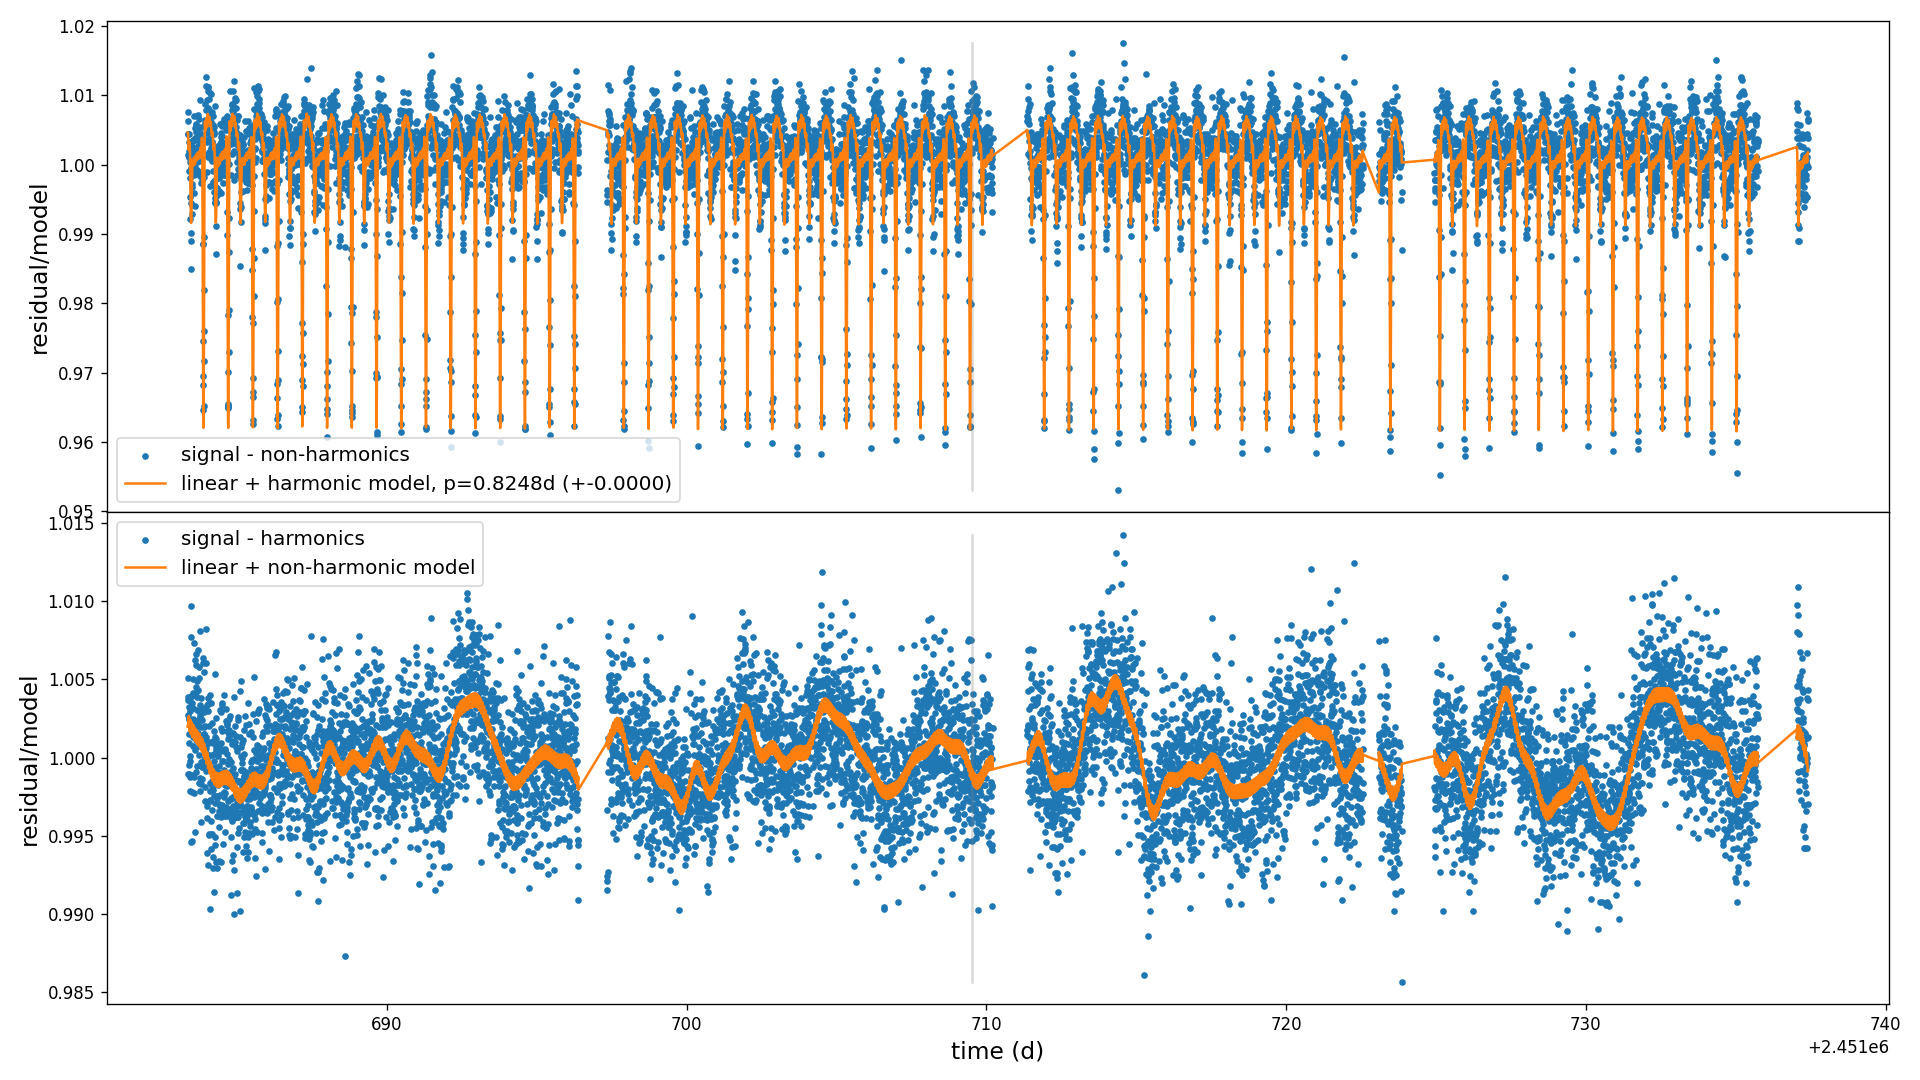 1.02
1.01
1.00
0.99
0.98
0.97
0.96
0.95
residual/model
signal - non-harmonics
linear + harmonic model, p=0.8248d (+-0.0000)
1.015
1.010
1.005
1.000
0.995
0.990
0.985
residual/model
signal - harmonics
linear + non-harmonic model
690
700
710
720
730
740
time (d)
+2.451e6